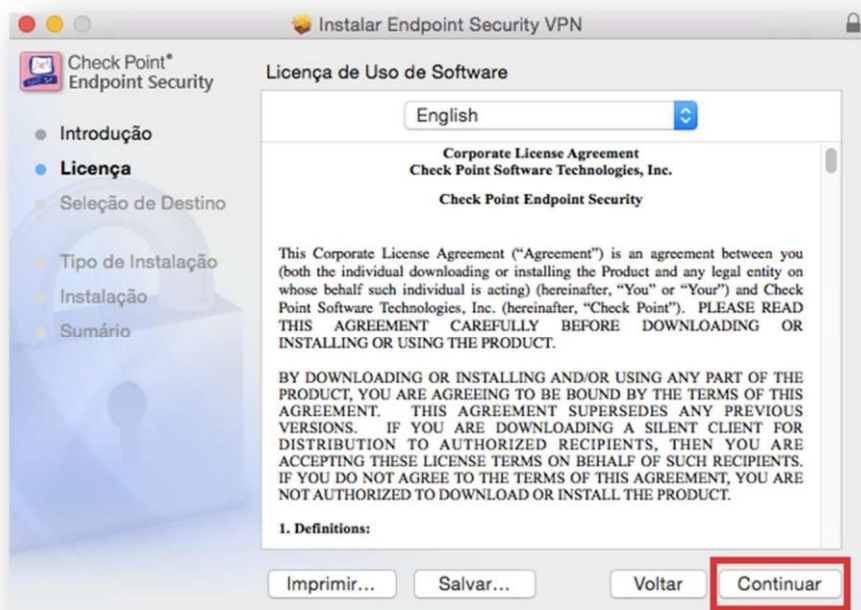 Instalar Endpoint Security VPN
Check Point®
Endpoint Security
Introdução
Licença
Seleção de Destino
Tipo de Instalação
Instalação
Sumário
Licença de Uso de Software
English
Corporate License Agreement
Check Point Software Technologies, Inc.
Check Point Endpoint Security
This Corporate License Agreement (“Agreement”) is an agreement between you
(both the individual downloading or installing the Product and any legal entity on
whose behalf such individual is acting) (hereinafter, “You” or “Your”) and Check
Point Software Technologies, Inc. (hereinafter, “Check Point”). PLEASE READ
THIS AGREEMENT CAREFULLY BEFORE DOWNLOADING OR
INSTALLING OR USING THE PRODUCT.
BY DOWNLOADING OR INSTALLING AND/OR USING ANY PART OF THE
PRODUCT, YOU ARE AGREEING TO BE BOUND BY THE TERMS OF THIS
AGREEMENT. THIS AGREEMENT SUPERSEDES ANY PREVIOUS
VERSIONS. IF YOU ARE DOWNLOADING A SILENT CLIENT FOR
DISTRIBUTION TO AUTHORIZED RECIPIENTS, THEN YOU ARE
ACCEPTING THESE LICENSE TERMS ON BEHALF OF SUCH RECIPIENTS.
IF YOU DO NOT AGREE TO THE TERMS OF THIS AGREEMENT, YOU ARE
NOT AUTHORIZED TO DOWNLOAD OR INSTALL THE PRODUCT.
1. Definitions:
Imprimir...
Salvar...
Voltar
Continuar